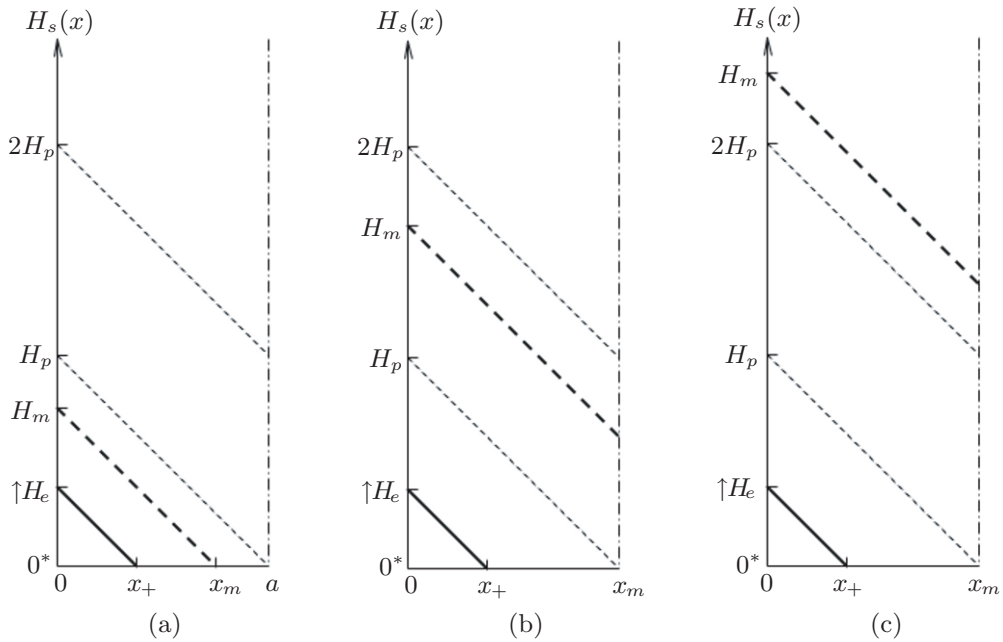 H_s(x)
2H_p
H_p
H_m
↑H_e
0*
0 x_+ x_m a
(a)
H_s(x)
2H_p
H_m
H_p
↑H_e
0*
0 x_+ x_m
(b)
H_s(x)
H_m
2H_p
H_p
↑H_e
0*
0 x_+ x_m
(c)